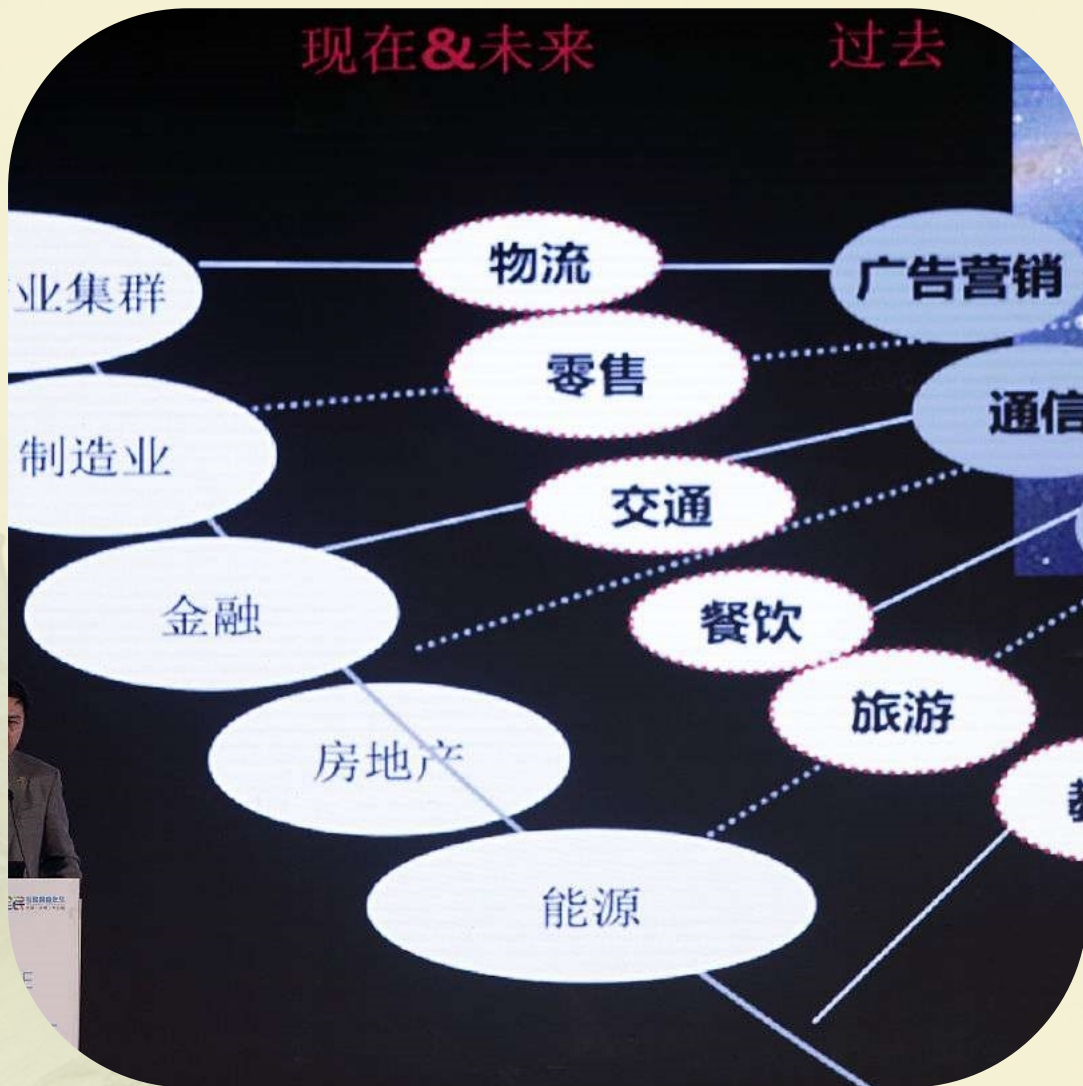 现在&未来
过去
物流
广告营销
业集群
零售
通信
制造业
交通
金融
餐饮
旅游
房地产
能源